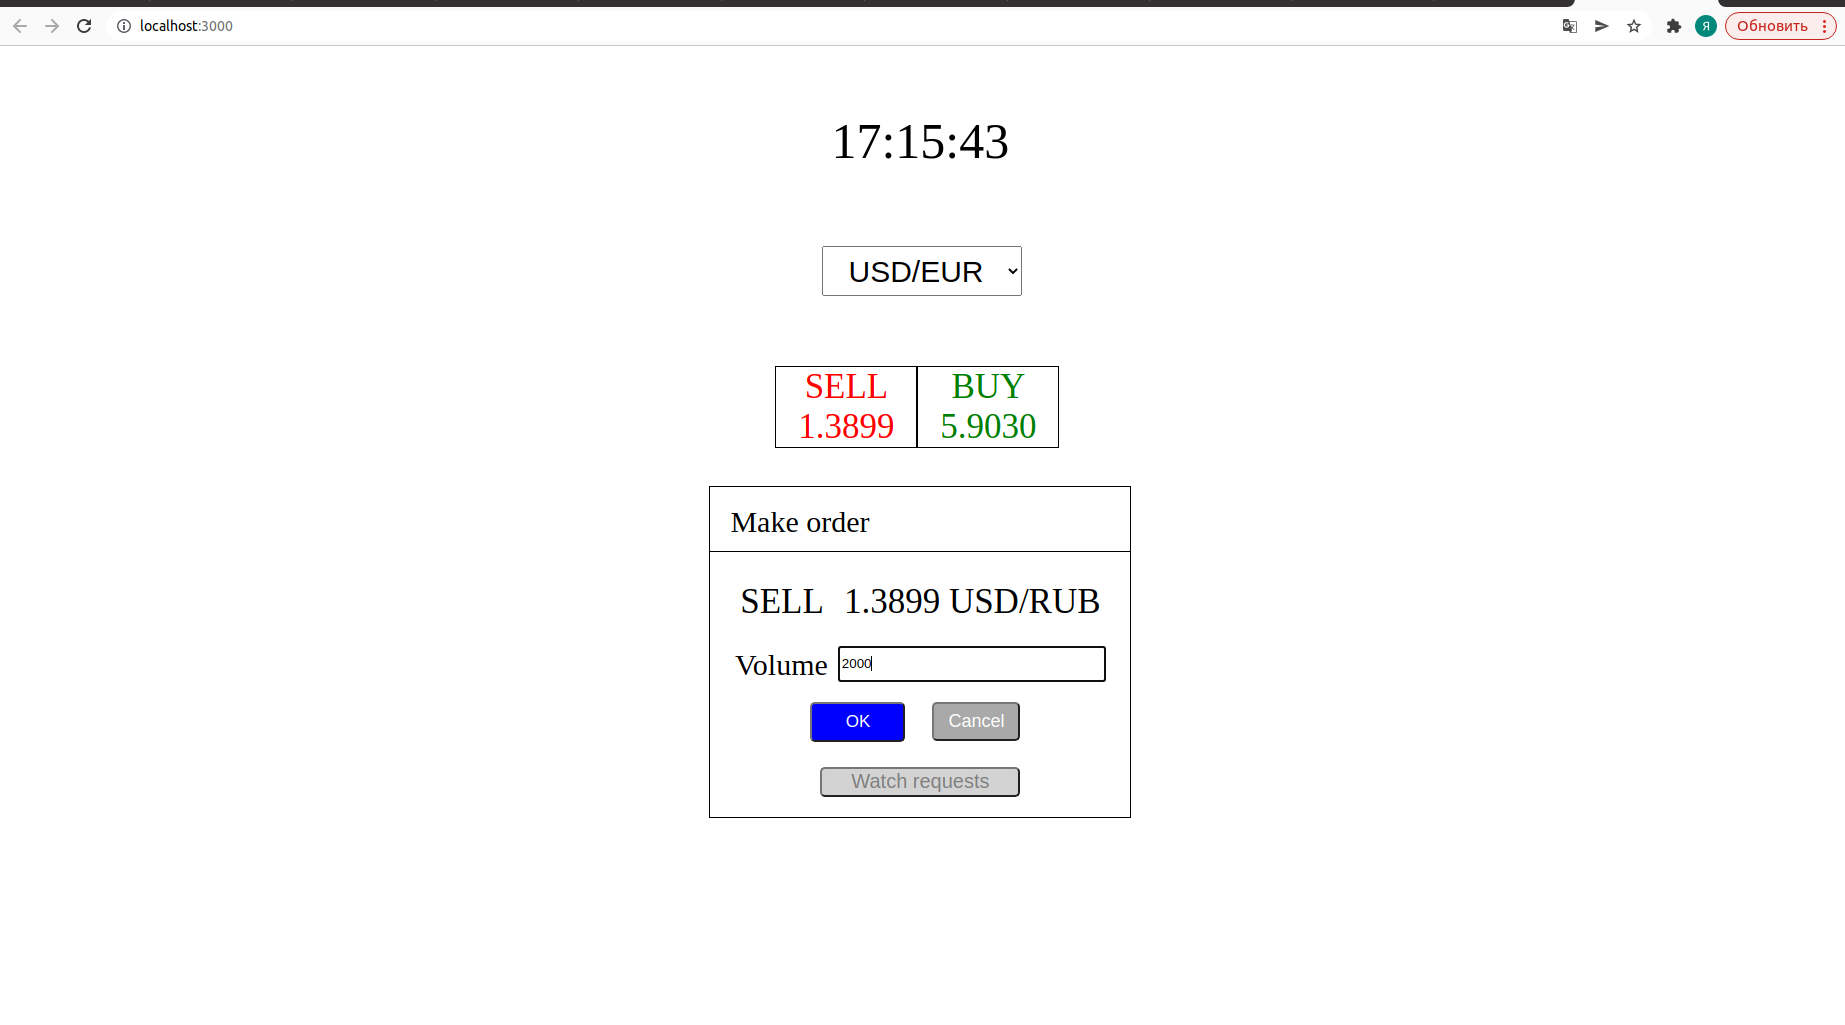 localhost:3000
Я
Обновить
17:15:43
USD/EUR
SELL BUY
1.3899 5.9030
Make order
SELL 1.3899 USD/RUB
Volume 2000
OK Cancel
Watch requests